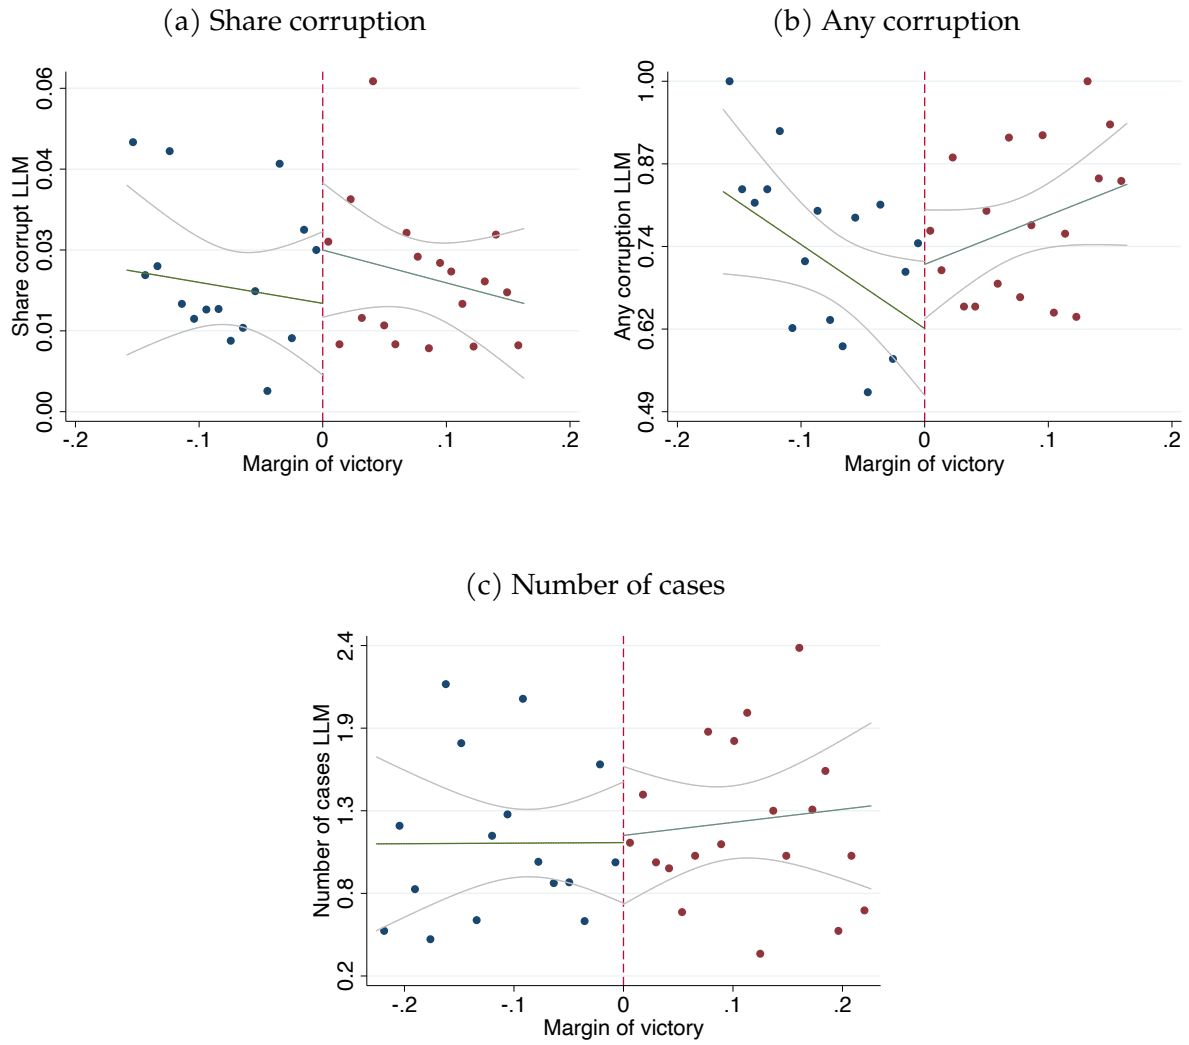 (a) Share corruption
Share corrupt LLM
0.06
0.04
0.03
0.01
0.00
-.2 -.1 0 .1 .2
Margin of victory
(b) Any corruption
Any corruption LLM
1.00
0.87
0.74
0.62
0.49
-.2 -.1 0 .1 .2
Margin of victory
(c) Number of cases
Number of cases LLM
2.4
1.9
1.3
0.8
0.2
-.2 -.1 0 .1 .2
Margin of victory